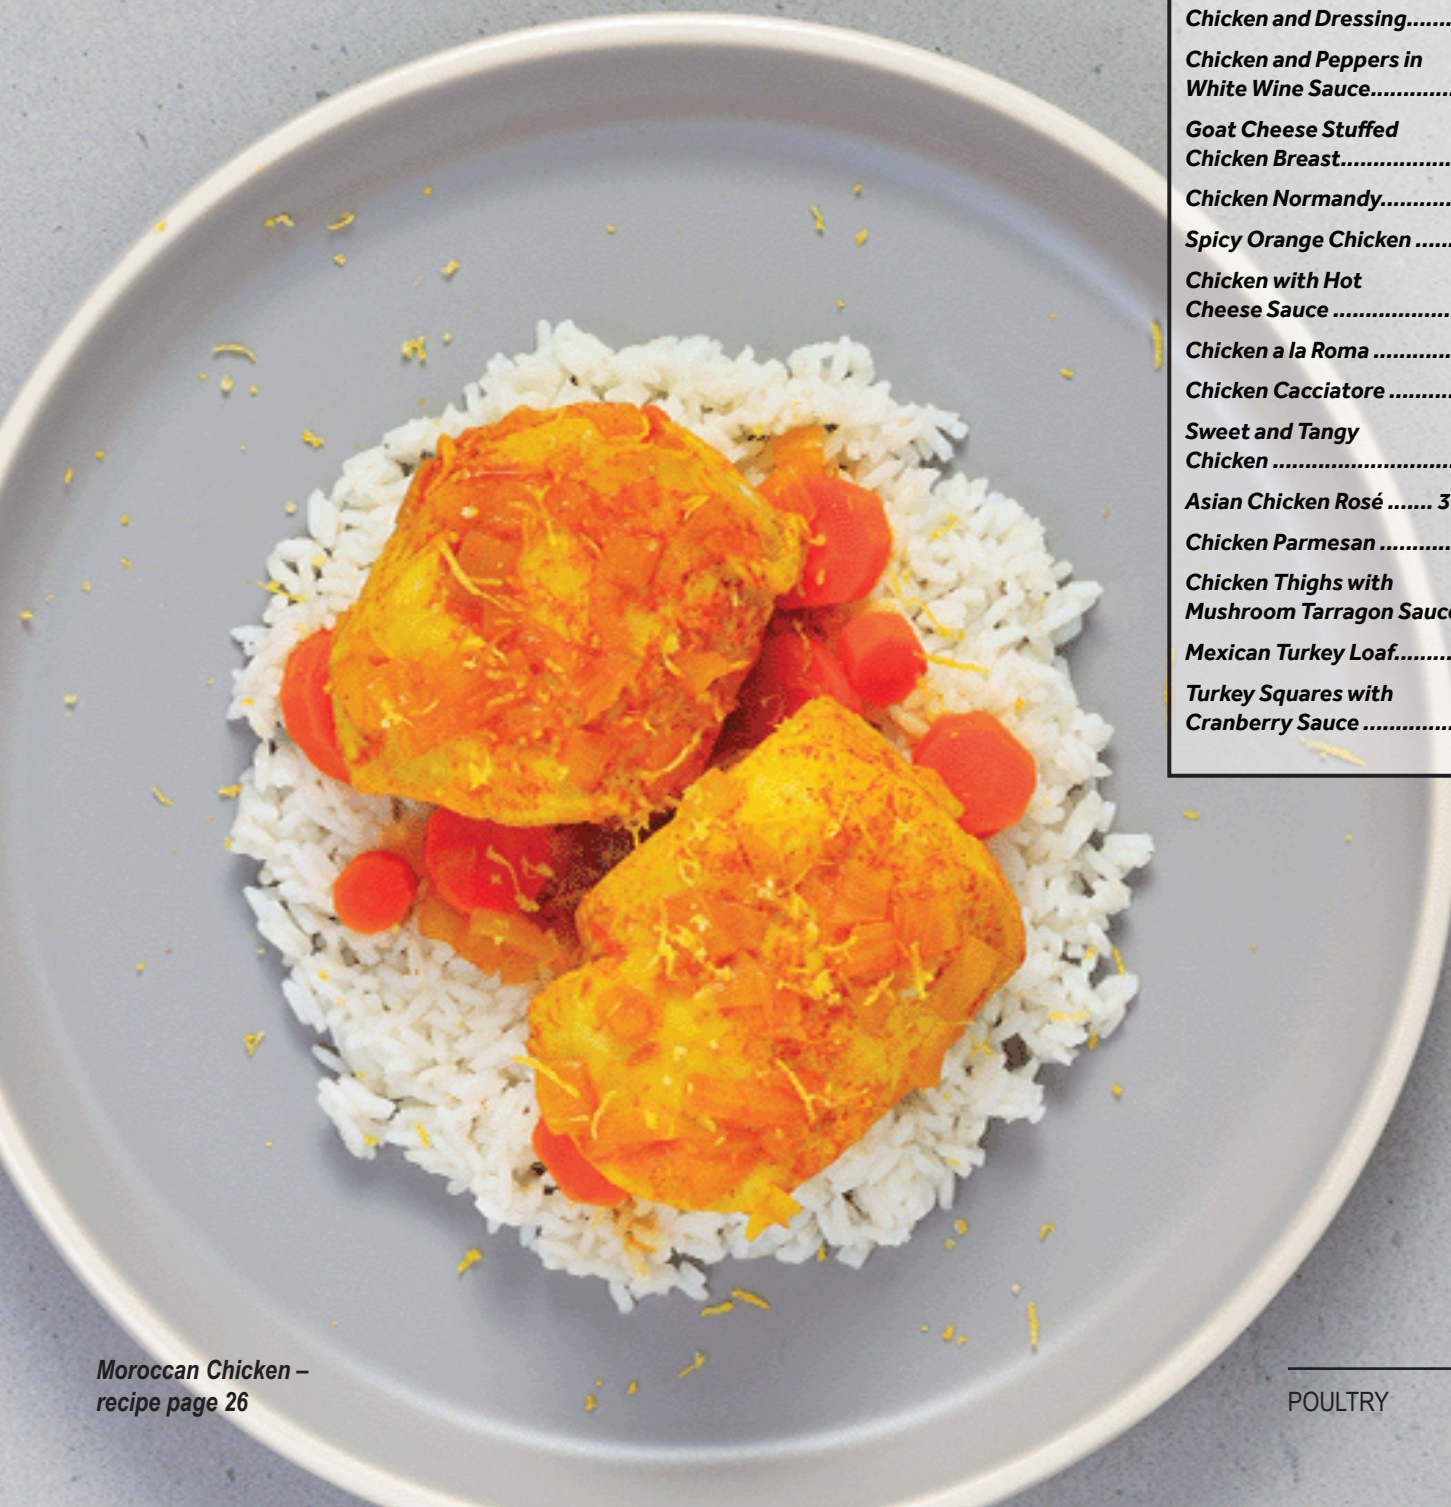 Chicken and Dressing.......
Chicken and Peppers in
White Wine Sauce.............
Goat Cheese Stuffed
Chicken Breast.................
Chicken Normandy...........
Spicy Orange Chicken ......
Chicken with Hot
Cheese Sauce ..................
Chicken a la Roma ............
Chicken Cacciatore ..........
Sweet and Tangy
Chicken ...........................
Asian Chicken Rosé ....... 3
Chicken Parmesan ...........
Chicken Thighs with
Mushroom Tarragon Sauce
Mexican Turkey Loaf.........
Turkey Squares with
Cranberry Sauce ..............
Moroccan Chicken –
recipe page 26
POULTRY